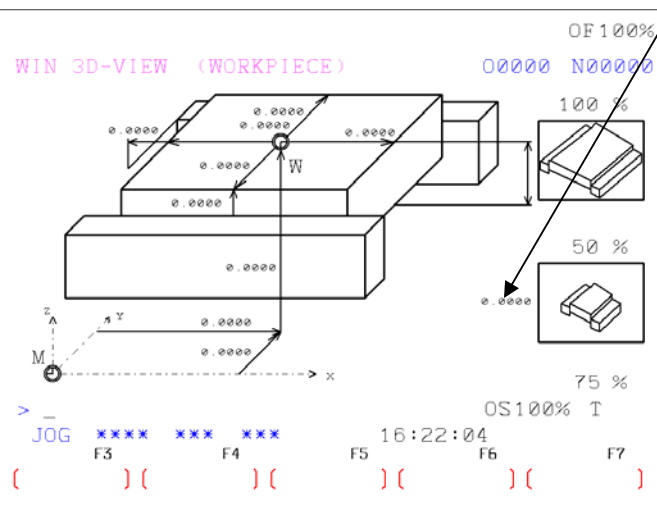 OF100%
WIN 3D-VIEW (WORKPIECE) O0000 N00000
100 %
0.0000
0.0000
0.0000
0.0000
W
0.0000
0.0000
50 %
0.0000
0.0000
Z
Y
0.0000
0.0000
M
X
75 %
> _ OS100% T
JOG **** *** *** 16:22:04
F3 F4 F5 F6 F7
( ) ( ) ( ) ( ) ( )